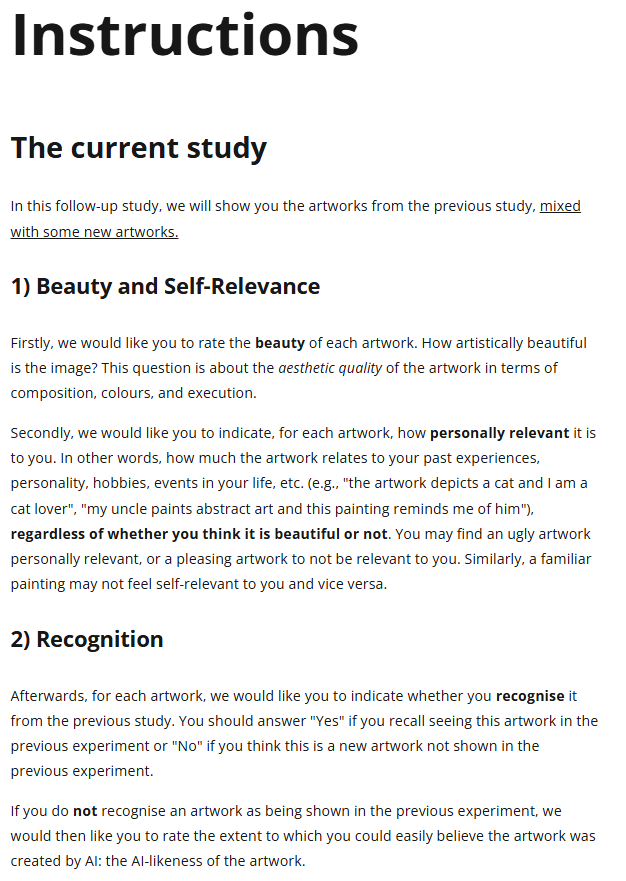 Instructions
The current study
In this follow-up study, we will show you the artworks from the previous study, mixed
with some new artworks.
1) Beauty and Self-Relevance
Firstly, we would like you to rate the beauty of each artwork. How artistically beautiful
is the image? This question is about the aesthetic quality of the artwork in terms of
composition, colours, and execution.
Secondly, we would like you to indicate, for each artwork, how personally relevant it is
to you. In other words, how much the artwork relates to your past experiences,
personality, hobbies, events in your life, etc. (e.g., "the artwork depicts a cat and I am a
cat lover", "my uncle paints abstract art and this painting reminds me of him"),
regardless of whether you think it is beautiful or not. You may find an ugly artwork
personally relevant, or a pleasing artwork to not be relevant to you. Similarly, a familiar
painting may not feel self-relevant to you and vice versa.
2) Recognition
Afterwards, for each artwork, we would like you to indicate whether you recognise it
from the previous study. You should answer "Yes" if you recall seeing this artwork in the
previous experiment or "No" if you think this is a new artwork not shown in the
previous experiment.
If you do not recognise an artwork as being shown in the previous experiment, we
would then like you to rate the extent to which you could easily believe the artwork was
created by AI: the AI-likeness of the artwork.